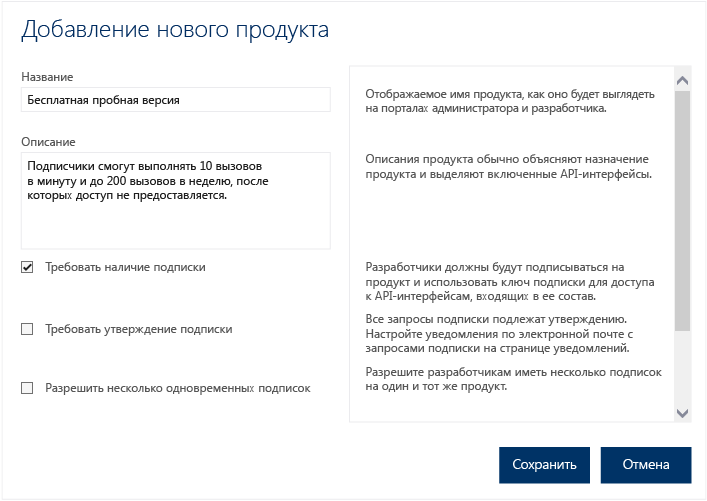 Добавление нового продукта
Название
Бесплатная пробная версия
Отображаемое имя продукта, как оно будет выглядеть
на порталах администратора и разработчика.
Описание
Подписчики смогут выполнять 10 вызовов
в минуту и до 200 вызовов в неделю, после
которых доступ не предоставляется.
Описания продукта обычно объясняют назначение
продукта и выделяют включенные API-интерфейсы.
Требовать наличие подписки
Разработчики должны будут подписываться на
продукт и использовать ключ подписки для доступа
к API-интерфейсам, входящих в ее состав.
Требовать утверждение подписки
Все запросы подписки подлежат утверждению.
Настройте уведомления по электронной почте с
запросами подписки на странице уведомлений.
Разрешить несколько одновременных подписок
Разрешите разработчикам иметь несколько подписок
на один и тот же продукт.
Сохранить
Отмена